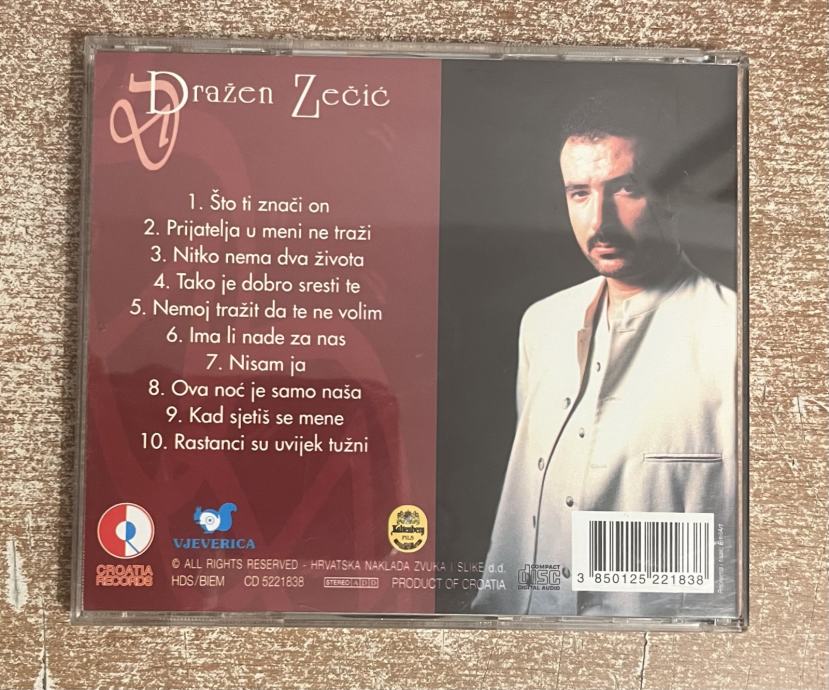 Dražen Zečić
1. Što ti znači on
2. Prijatelja u meni ne traži
3. Nitko nema dva života
4. Tako je dobro sresti te
5. Nemoj tražit da te ne volim
6. Ima li nade za nas
7. Nisam ja
8. Ova noć je samo naša
9. Kad sjetiš se mene
10. Rastanci su uvijek tužni
CROATIA
RECORDS
VJEVERICA
Kaltenberg
PILS
© ALL RIGHTS RESERVED - HRVATSKA NAKLADA ZVUKA I SLIKE d.d.
HDS/BIEM CD 5221838 STEREO A D D PRODUCT OF CROATIA
COMPACT
disc
DIGITAL AUDIO
3 850125 221838